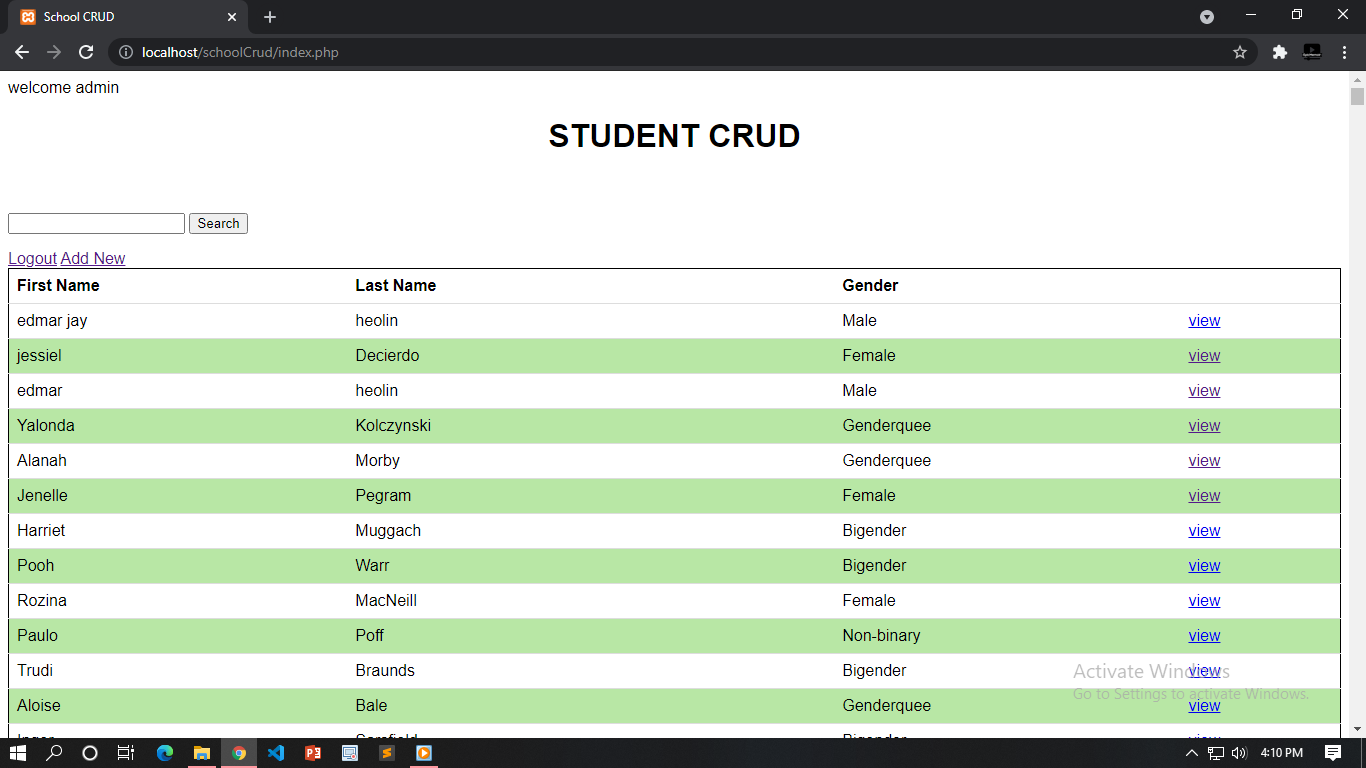 School CRUD
localhost/schoolCrud/index.php
welcome admin
STUDENT CRUD
Search
Logout Add New
First Name Last Name Gender
edmar jay heolin Male view
jessiel Decierdo Female view
edmar heolin Male view
Yalonda Kolczynski Genderquee view
Alanah Morby Genderquee view
Jenelle Pegram Female view
Harriet Muggach Bigender view
Pooh Warr Bigender view
Rozina MacNeill Female view
Paulo Poff Non-binary view
Trudi Braunds Bigender view
Activate Windows
Go to Settings to activate Windows.
Aloise Bale Genderquee view
4:10 PM